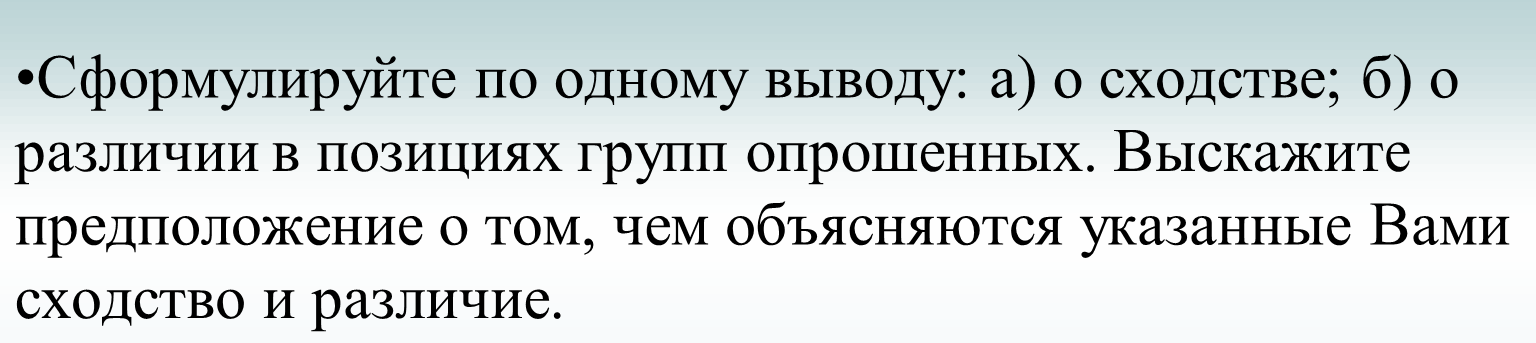 •Сформулируйте по одному выводу: а) о сходстве; б) о
различии в позициях групп опрошенных. Выскажите
предположение о том, чем объясняются указанные Вами
сходство и различие.